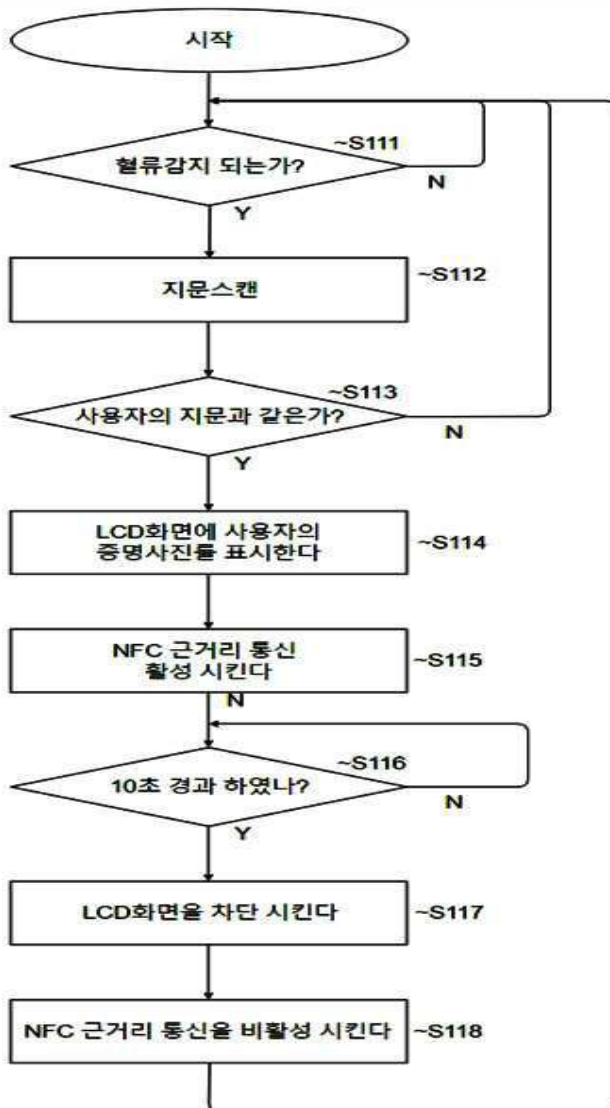 시작
~S111
혈류감지 되는가?
N
Y
지문스캔
~S112
~S113
사용자의 지문과 같은가?
N
Y
LCD화면에 사용자의
증명사진를 표시한다
~S114
NFC 근거리 통신
활성 시킨다
~S115
N
~S116
10초 경과 하였나?
N
Y
LCD화면을 차단 시킨다
~S117
NFC 근거리 통신을 비활성 시킨다
~S118